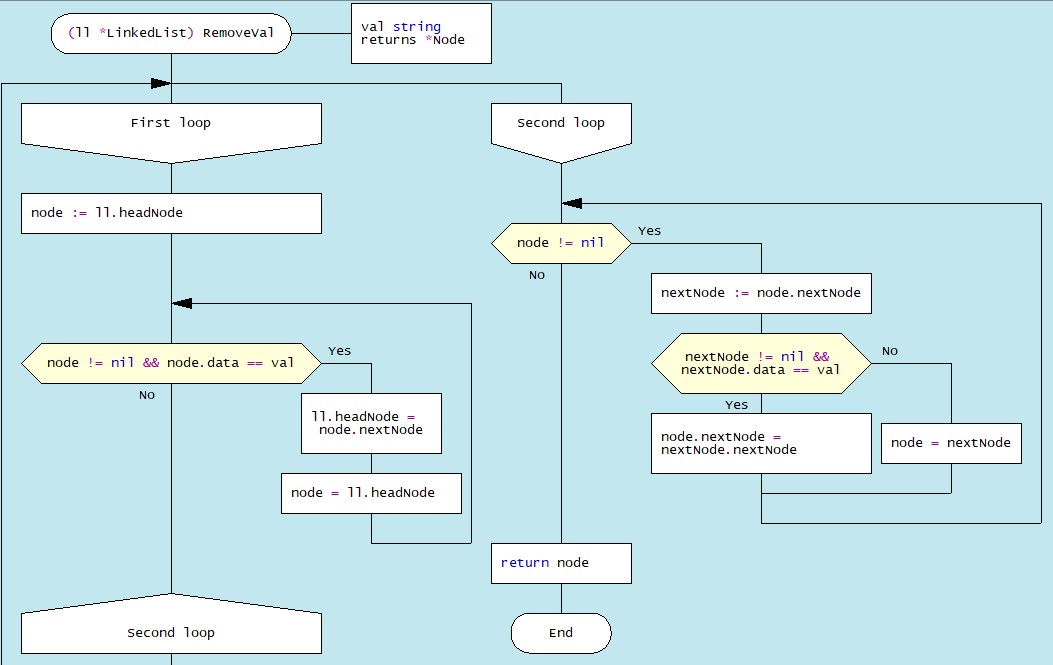 (ll *LinkedList) RemoveVal
val string
returns *Node
First loop
node := ll.headNode
node != nil && node.data == val
Yes
No
ll.headNode =
node.nextNode
node = ll.headNode
Second loop
Second loop
node != nil
Yes
No
nextNode := node.nextNode
nextNode != nil &&
nextNode.data == val
No
Yes
node.nextNode =
nextNode.nextNode
node = nextNode
return node
End